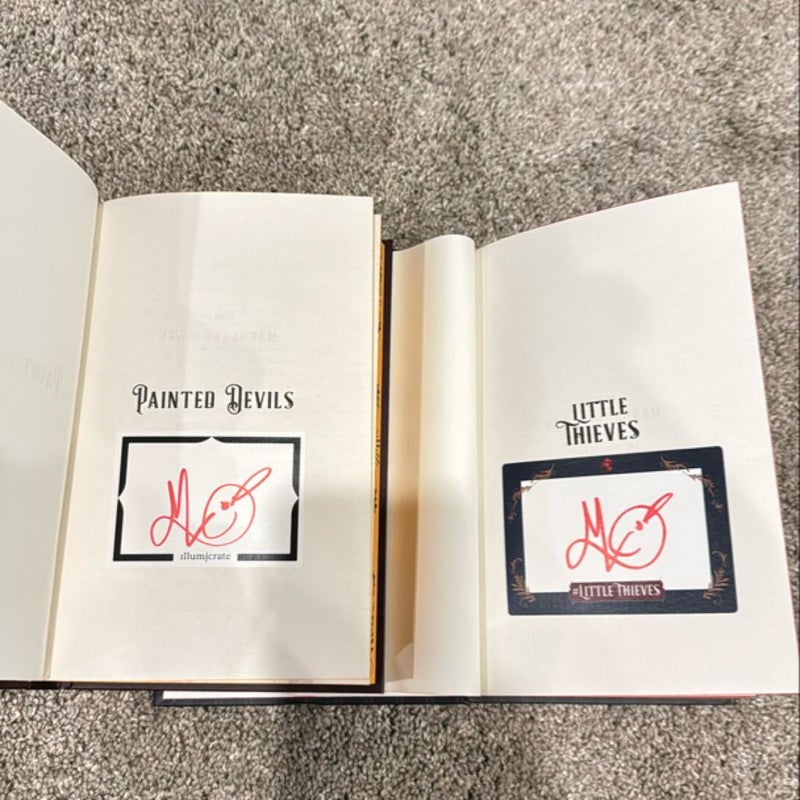 PAINTED DEVILS
illumicrate
LITTLE
THIEVES
#LITTLE THIEVES